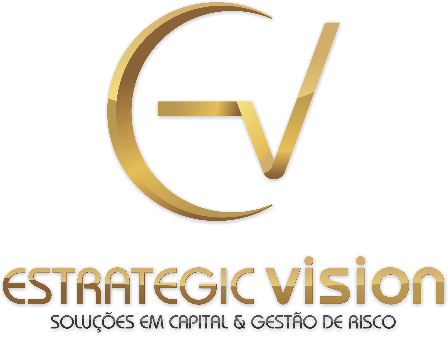 ESTRATEGIC VISION
SOLUÇÕES EM CAPITAL & GESTÃO DE RISCO